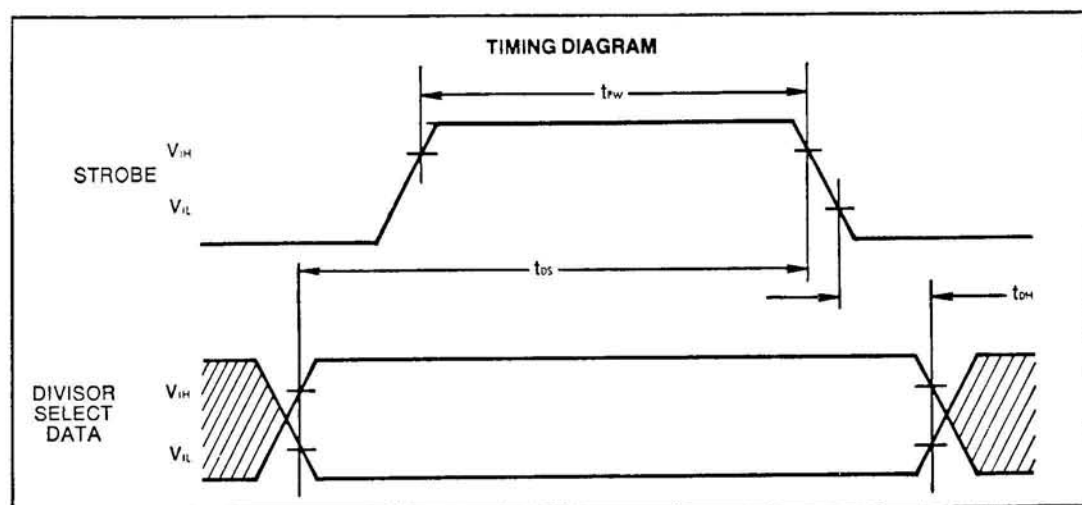 TIMING DIAGRAM
tPW
VIH
STROBE
VIL
tDS
tDH
DIVISOR
SELECT
DATA
VIH
VIL